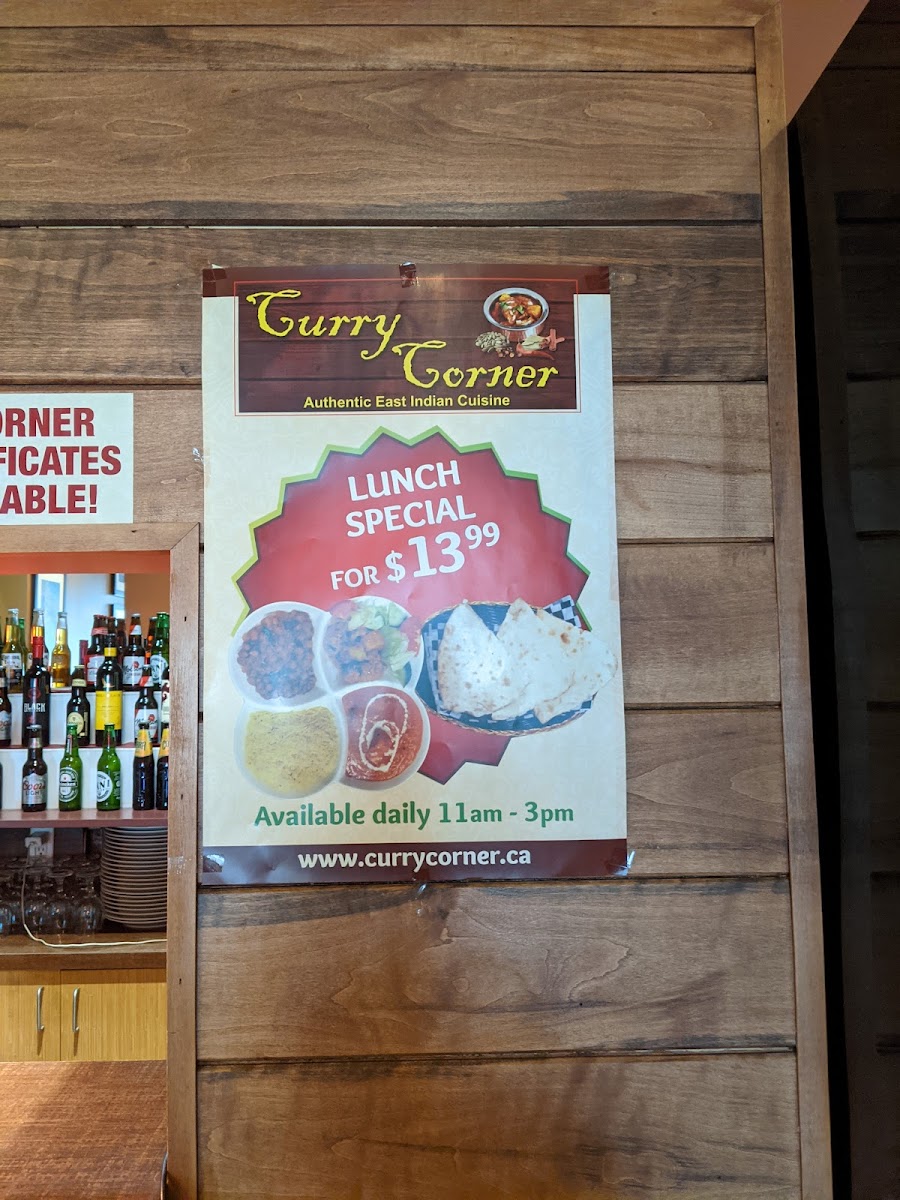 Curry
Corner
Authentic East Indian Cuisine
LUNCH
SPECIAL
FOR $13.99
Available daily 11am - 3pm
www.currycorner.ca
ORNER
FICATES
ABLE!